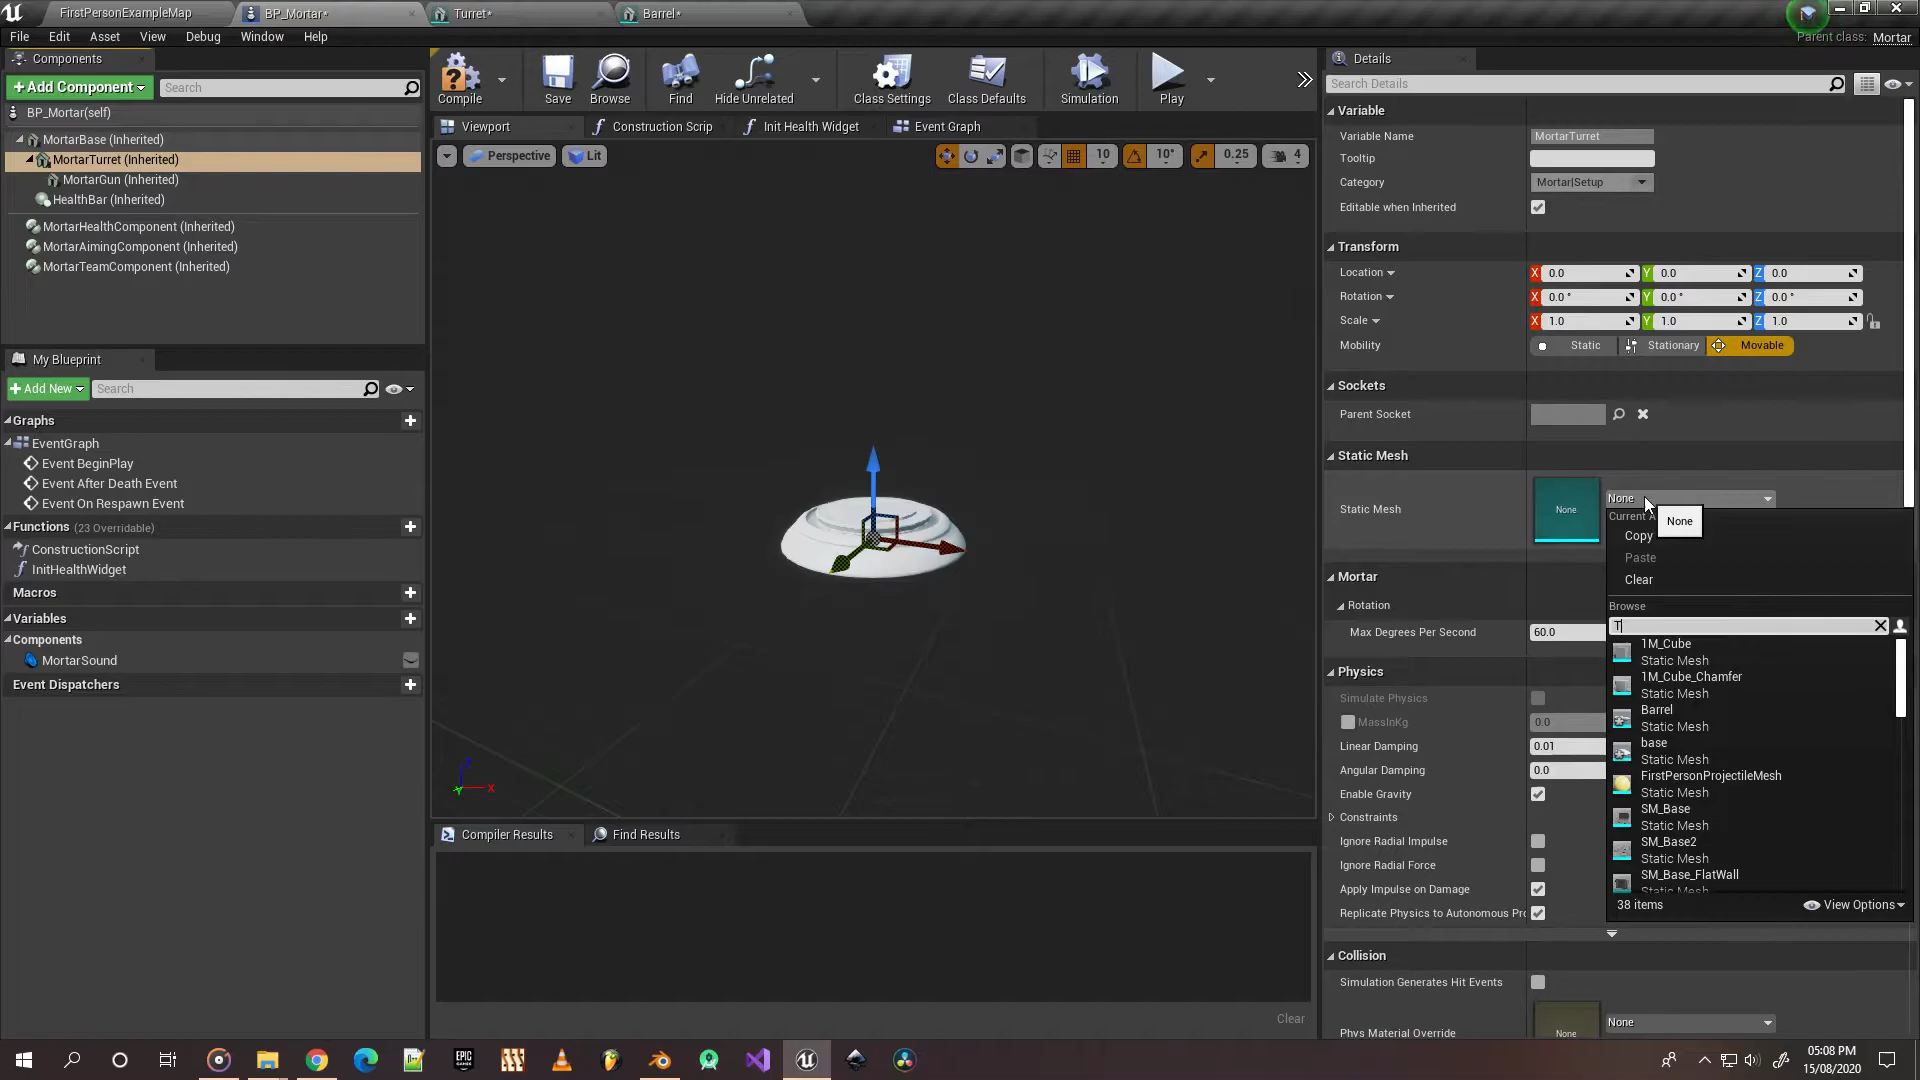 FirstPersonExampleMap
BP_Mortar*
Turret*
Barrel*
File Edit Asset View Debug Window Help
Parent class: Mortar
Components
+Add Component
Search
BP_Mortar(self)
MortarBase (Inherited)
MortarTurret (Inherited)
MortarGun (Inherited)
HealthBar (Inherited)
MortarHealthComponent (Inherited)
MortarAimingComponent (Inherited)
MortarTeamComponent (Inherited)
My Blueprint
+Add New
Search
Graphs
EventGraph
Event BeginPlay
Event After Death Event
Event On Respawn Event
Functions (23 Overridable)
ConstructionScript
InitHealthWidget
Macros
Variables
Components
MortarSound
Event Dispatchers
Compile Save Browse Find Hide Unrelated Class Settings Class Defaults Simulation Play
Viewport Construction Scrip Init Health Widget Event Graph
Perspective Lit 10 10° 0.25 4
Z
X
Y
Compiler Results
Find Results
Clear
Details
Search Details
Variable
Variable Name MortarTurret
Tooltip
Category Mortar|Setup
Editable when Inherited
Transform
Location X 0.0 Y 0.0 Z 0.0
Rotation X 0.0 ° Y 0.0 ° Z 0.0 °
Scale X 1.0 Y 1.0 Z 1.0
Mobility Static Stationary Movable
Sockets
Parent Socket
Static Mesh
Static Mesh None None
None
Current A
Copy
Paste
Clear
Browse
T
1M_Cube
Static Mesh
1M_Cube_Chamfer
Static Mesh
Barrel
Static Mesh
base
Static Mesh
FirstPersonProjectileMesh
Static Mesh
SM_Base
Static Mesh
SM_Base2
Static Mesh
SM_Base_FlatWall
Static Mesh
38 items View Options
Mortar
Rotation
Max Degrees Per Second 60.0
Physics
Simulate Physics
MassInKg 0.0
Linear Damping 0.01
Angular Damping 0.0
Enable Gravity
Constraints
Ignore Radial Impulse
Ignore Radial Force
Apply Impulse on Damage
Replicate Physics to Autonomous Pro
Collision
Simulation Generates Hit Events
Phys Material Override None None
EPIC
GAMES
05:08 PM
15/08/2020